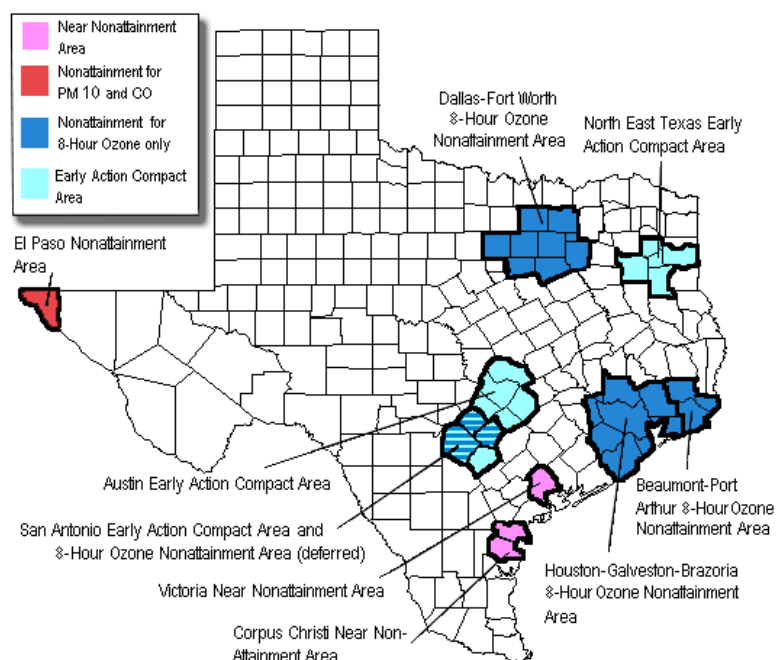 Near Nonattainment
Area
Nonattainment for
PM 10 and CO
Nonattainment for
8-Hour Ozone only
Early Action Compact
Area
Dallas-Fort Worth
8-Hour Ozone
Nonattainment Area
North East Texas Early
Action Compact Area
El Paso Nonattainment
Area
Austin Early Action Compact Area
San Antonio Early Action Compact Area and
8-Hour Ozone Nonattainment Area (deferred)
Victoria Near Nonattainment Area
Corpus Christi Near Non-
Attainment Area
Beaumont-Port
Arthur 8-Hour Ozone
Nonattainment Area
Houston-Galveston-Brazoria
8-Hour Ozone Nonattainment
Area